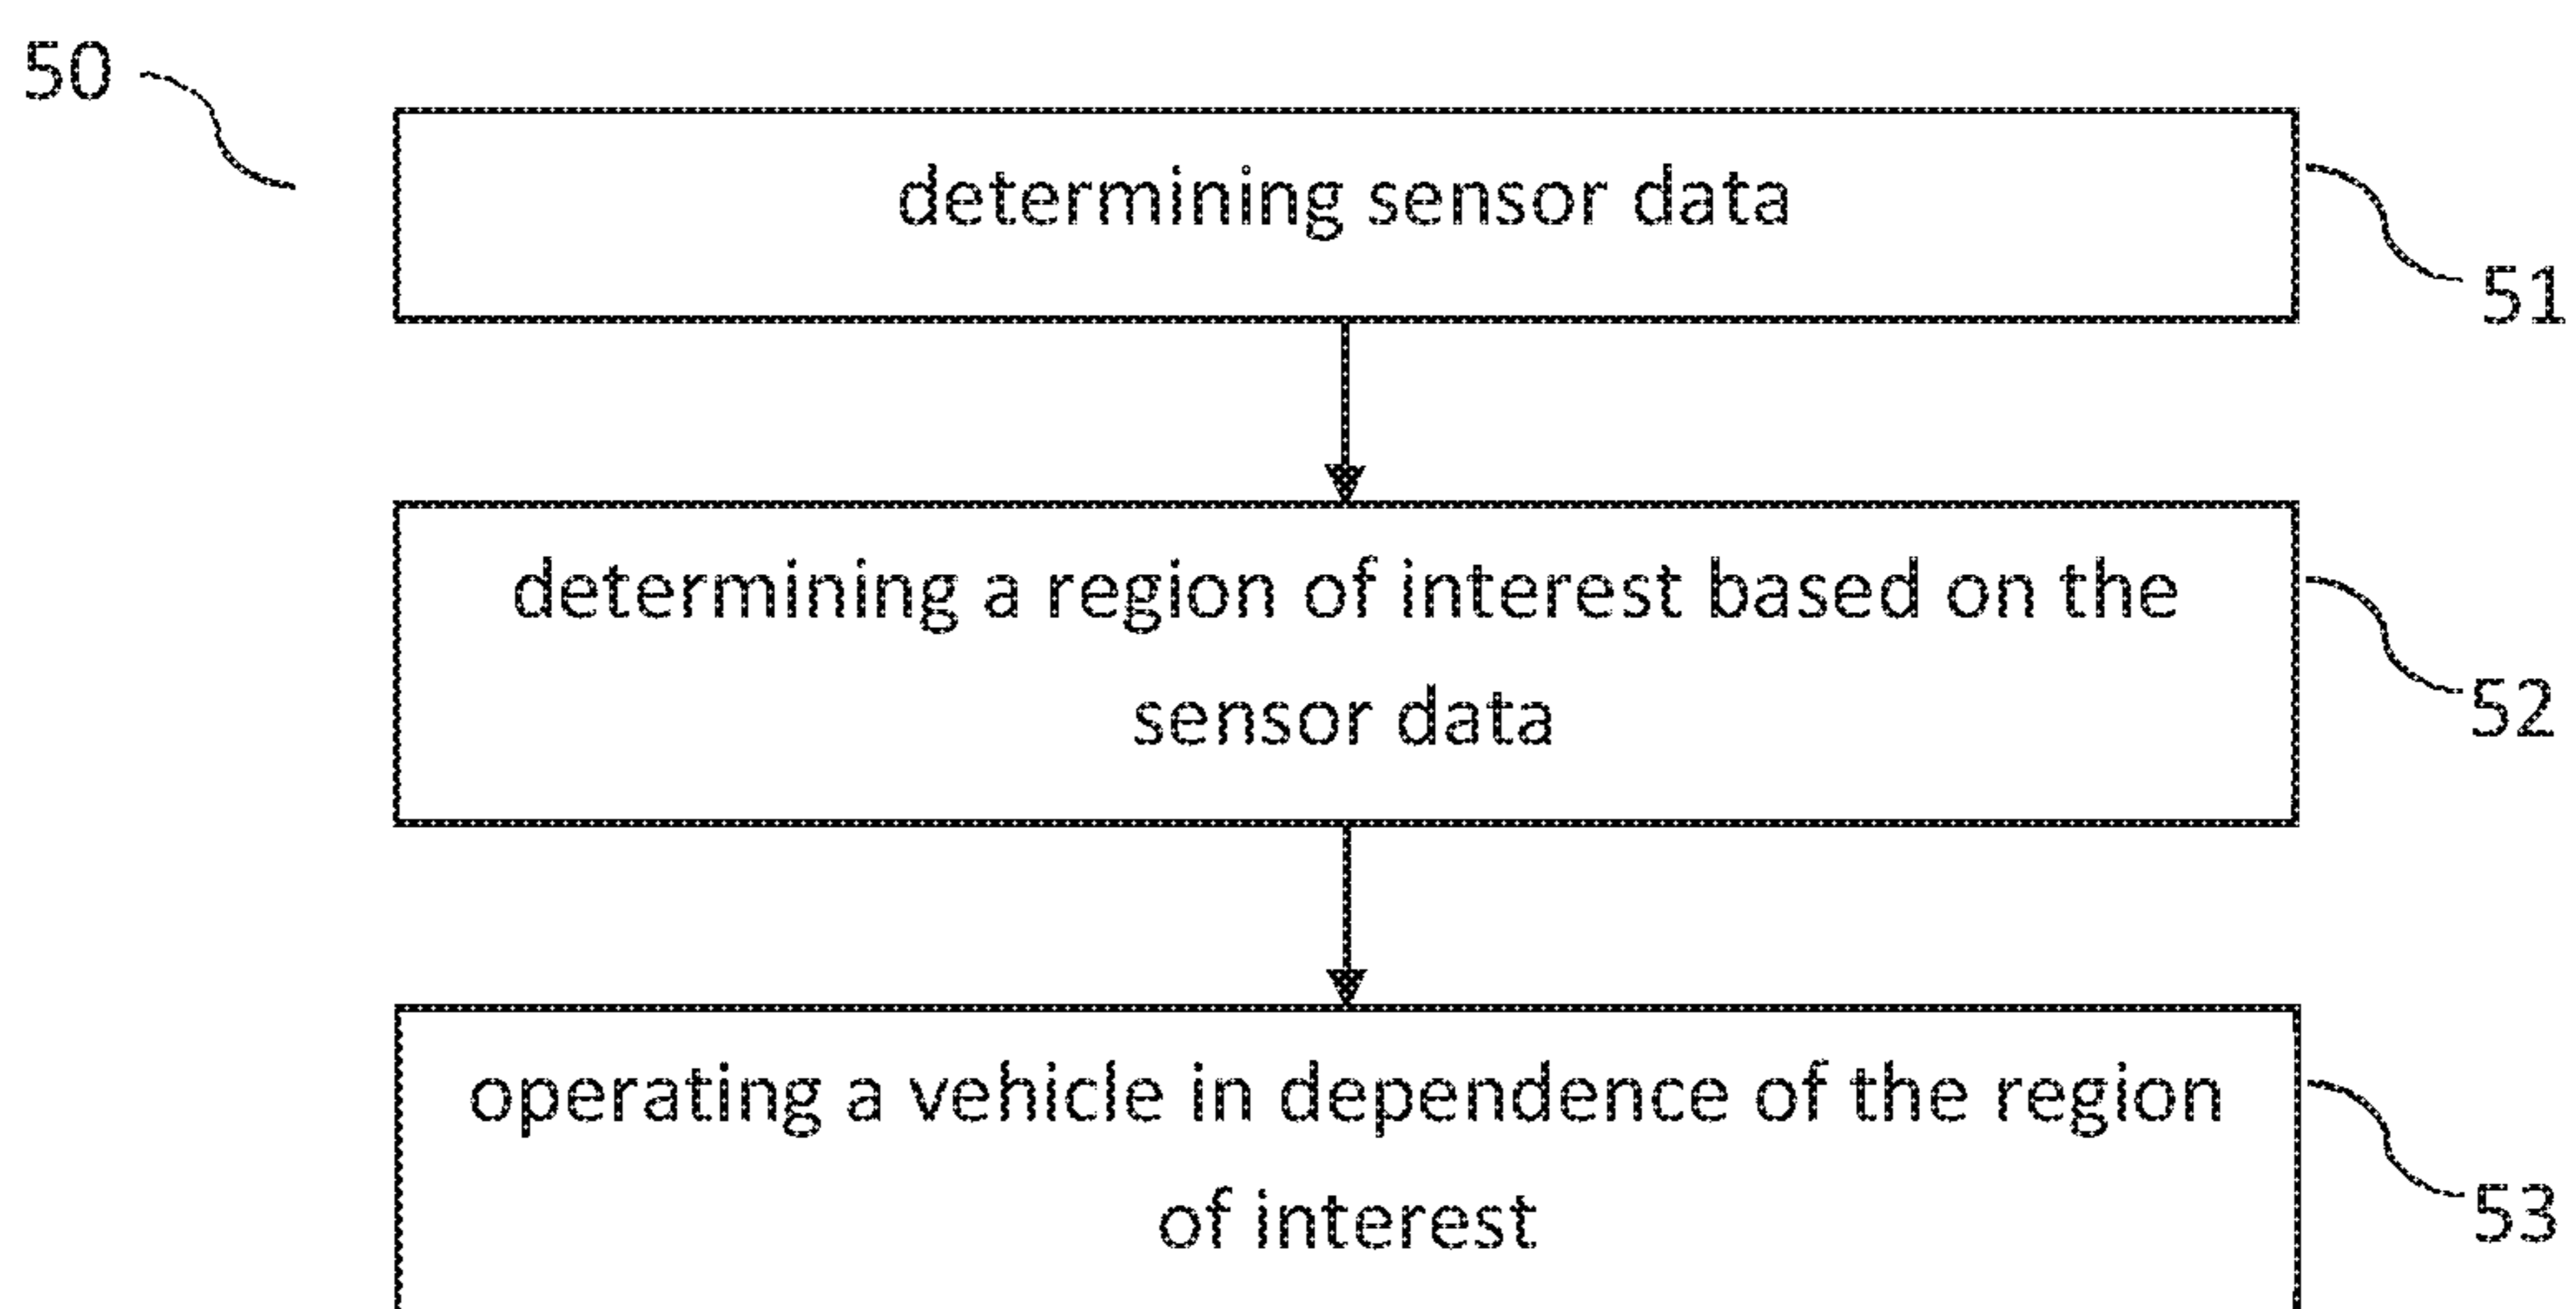 50
determining sensor data
51
determining a region of interest based on the
sensor data
52
operating a vehicle in dependence of the region
of interest
53